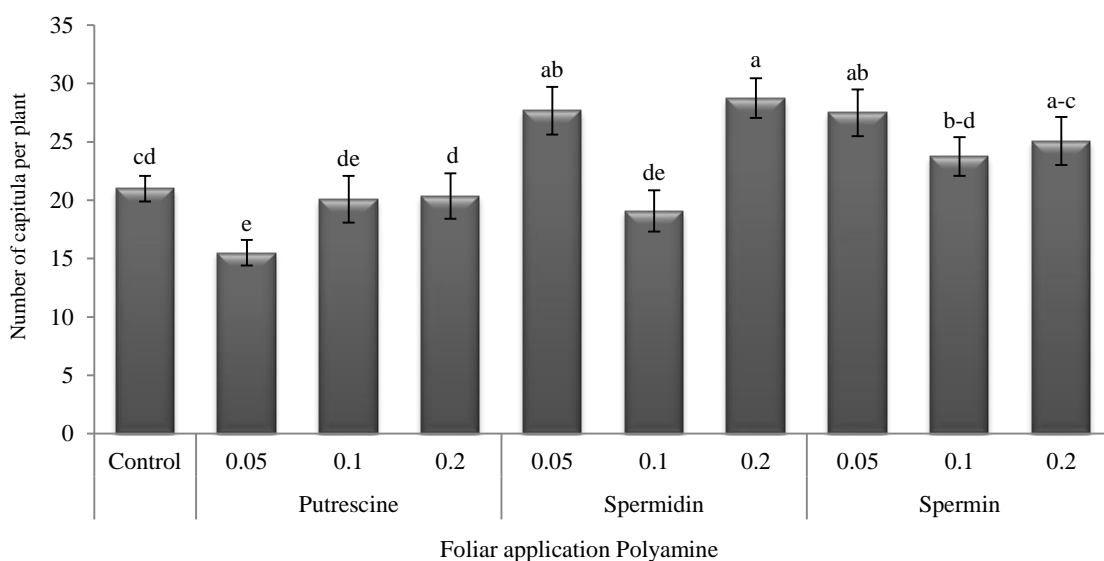 35
30
25
20
15
10
5
0
Number of capitula per plant
cd
e
de
d
ab
de
a
ab
b-d
a-c
Control 0.05 0.1 0.2 0.05 0.1 0.2 0.05 0.1 0.2
Putrescine Spermidin Spermin
Foliar application Polyamine